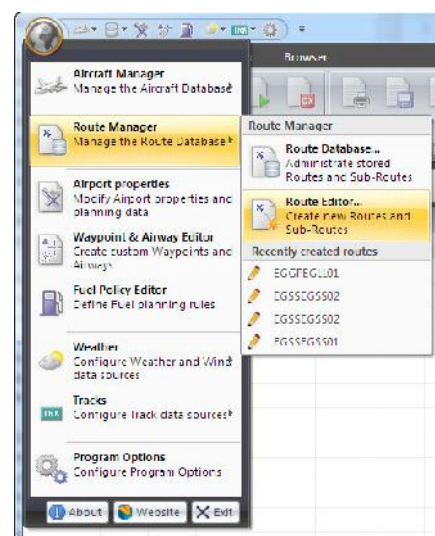 Browser
Aircraft Manager
Manage the Aircraft Database
Route Manager
Manage the Route Database
Airport properties
Modify Airport properties and
planning data
Waypoint & Airway Editor
Create custom Waypoints and
Airways
Fuel Policy Editor
Define Fuel planning rules
Weather
Configure Weather and Wind
data sources
TRK
Tracks
Configure Track data sources
Program Options
Configure Program Options
About
Website
Exit
Route Manager
Route Database...
Administrate stored
Routes and Sub-Routes
Route Editor...
Create new Routes and
Sub-Routes
Recently created routes
EGSSEGSS02
EGSSEGSS02
EGSSEGSS01